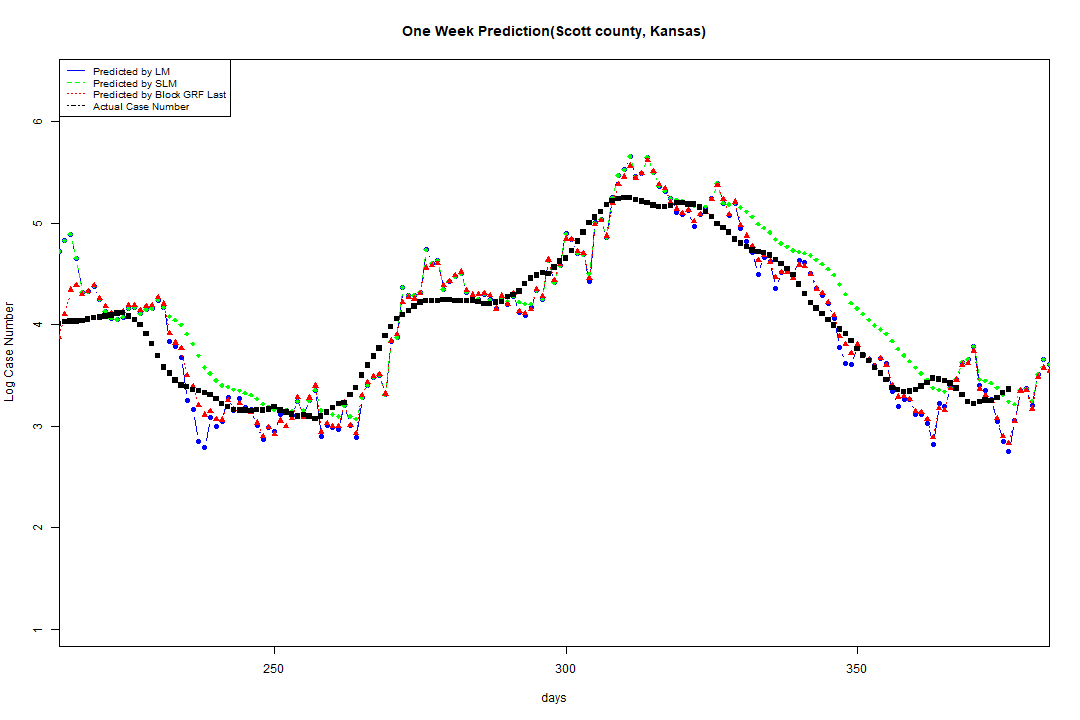 One Week Prediction(Scott county, Kansas)
Predicted by LM
Predicted by SLM
Predicted by Block GRF Last
Actual Case Number
6
5
4
3
2
1
Log Case Number
250
300
350
days